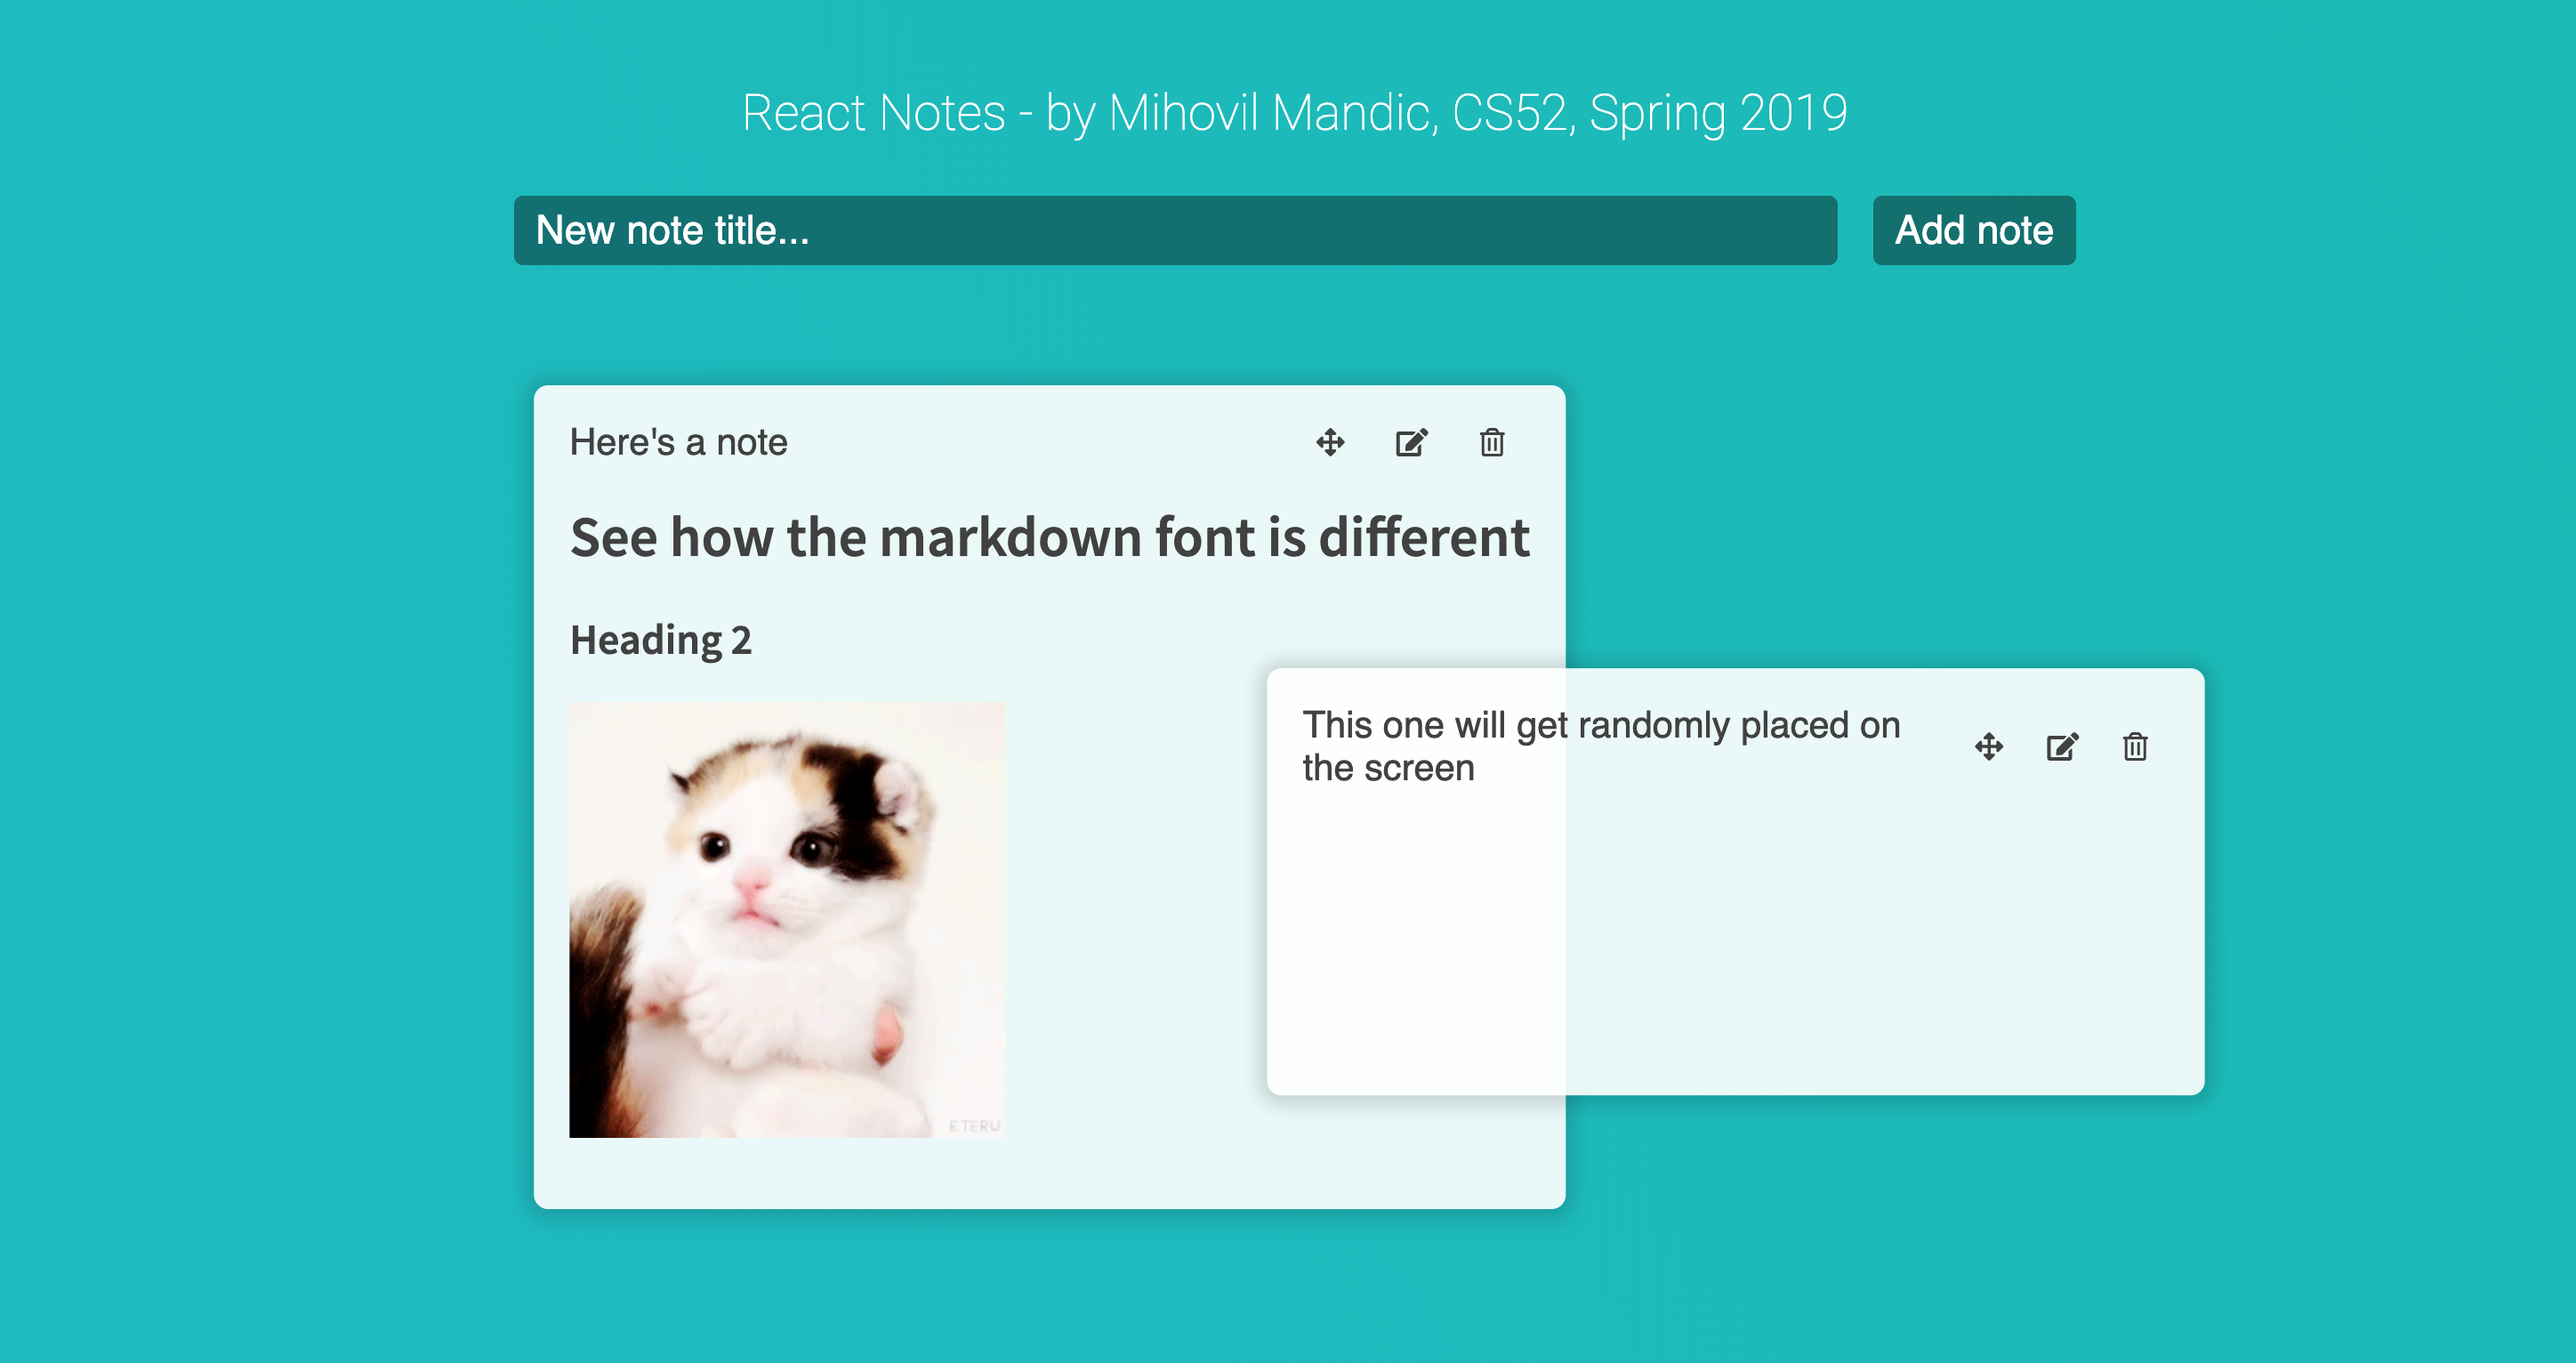 React Notes - by Mihovil Mandic, CS52, Spring 2019
New note title...
Add note
Here's a note
See how the markdown font is different
Heading 2
ETERU
This one will get randomly placed on
the screen